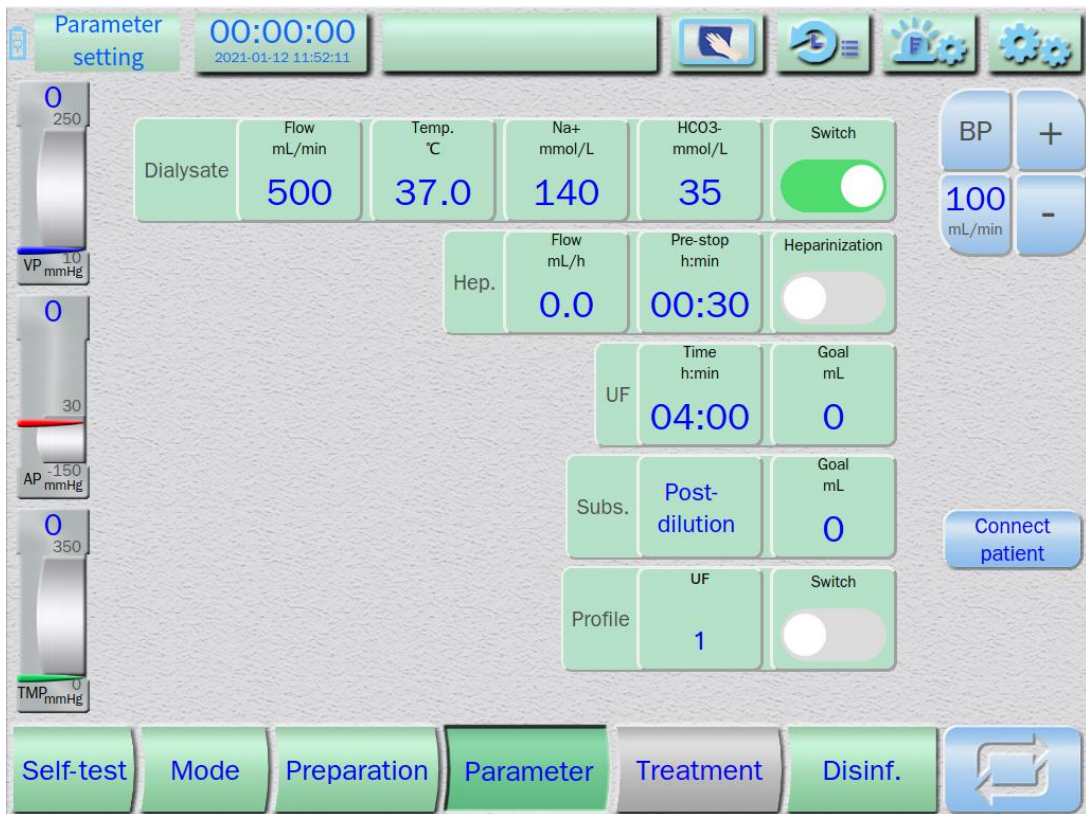 Parameter
setting
00:00:00
2021-01-12 11:52:11
0
250
10
VP mmHg
0
30
-150
AP mmHg
0
350
0
TMP mmHg
Dialysate
Flow
mL/min
500
Temp.
℃
37.0
Na+
mmol/L
140
HCO3-
mmol/L
35
Switch
Hep.
Flow
mL/h
0.0
Pre-stop
h:min
00:30
Heparinization
UF
Time
h:min
04:00
Goal
mL
0
Subs.
Post-
dilution
Goal
mL
0
Profile
UF
1
Switch
BP
+
100
mL/min
-
Connect
patient
Self-test
Mode
Preparation
Parameter
Treatment
Disinf.